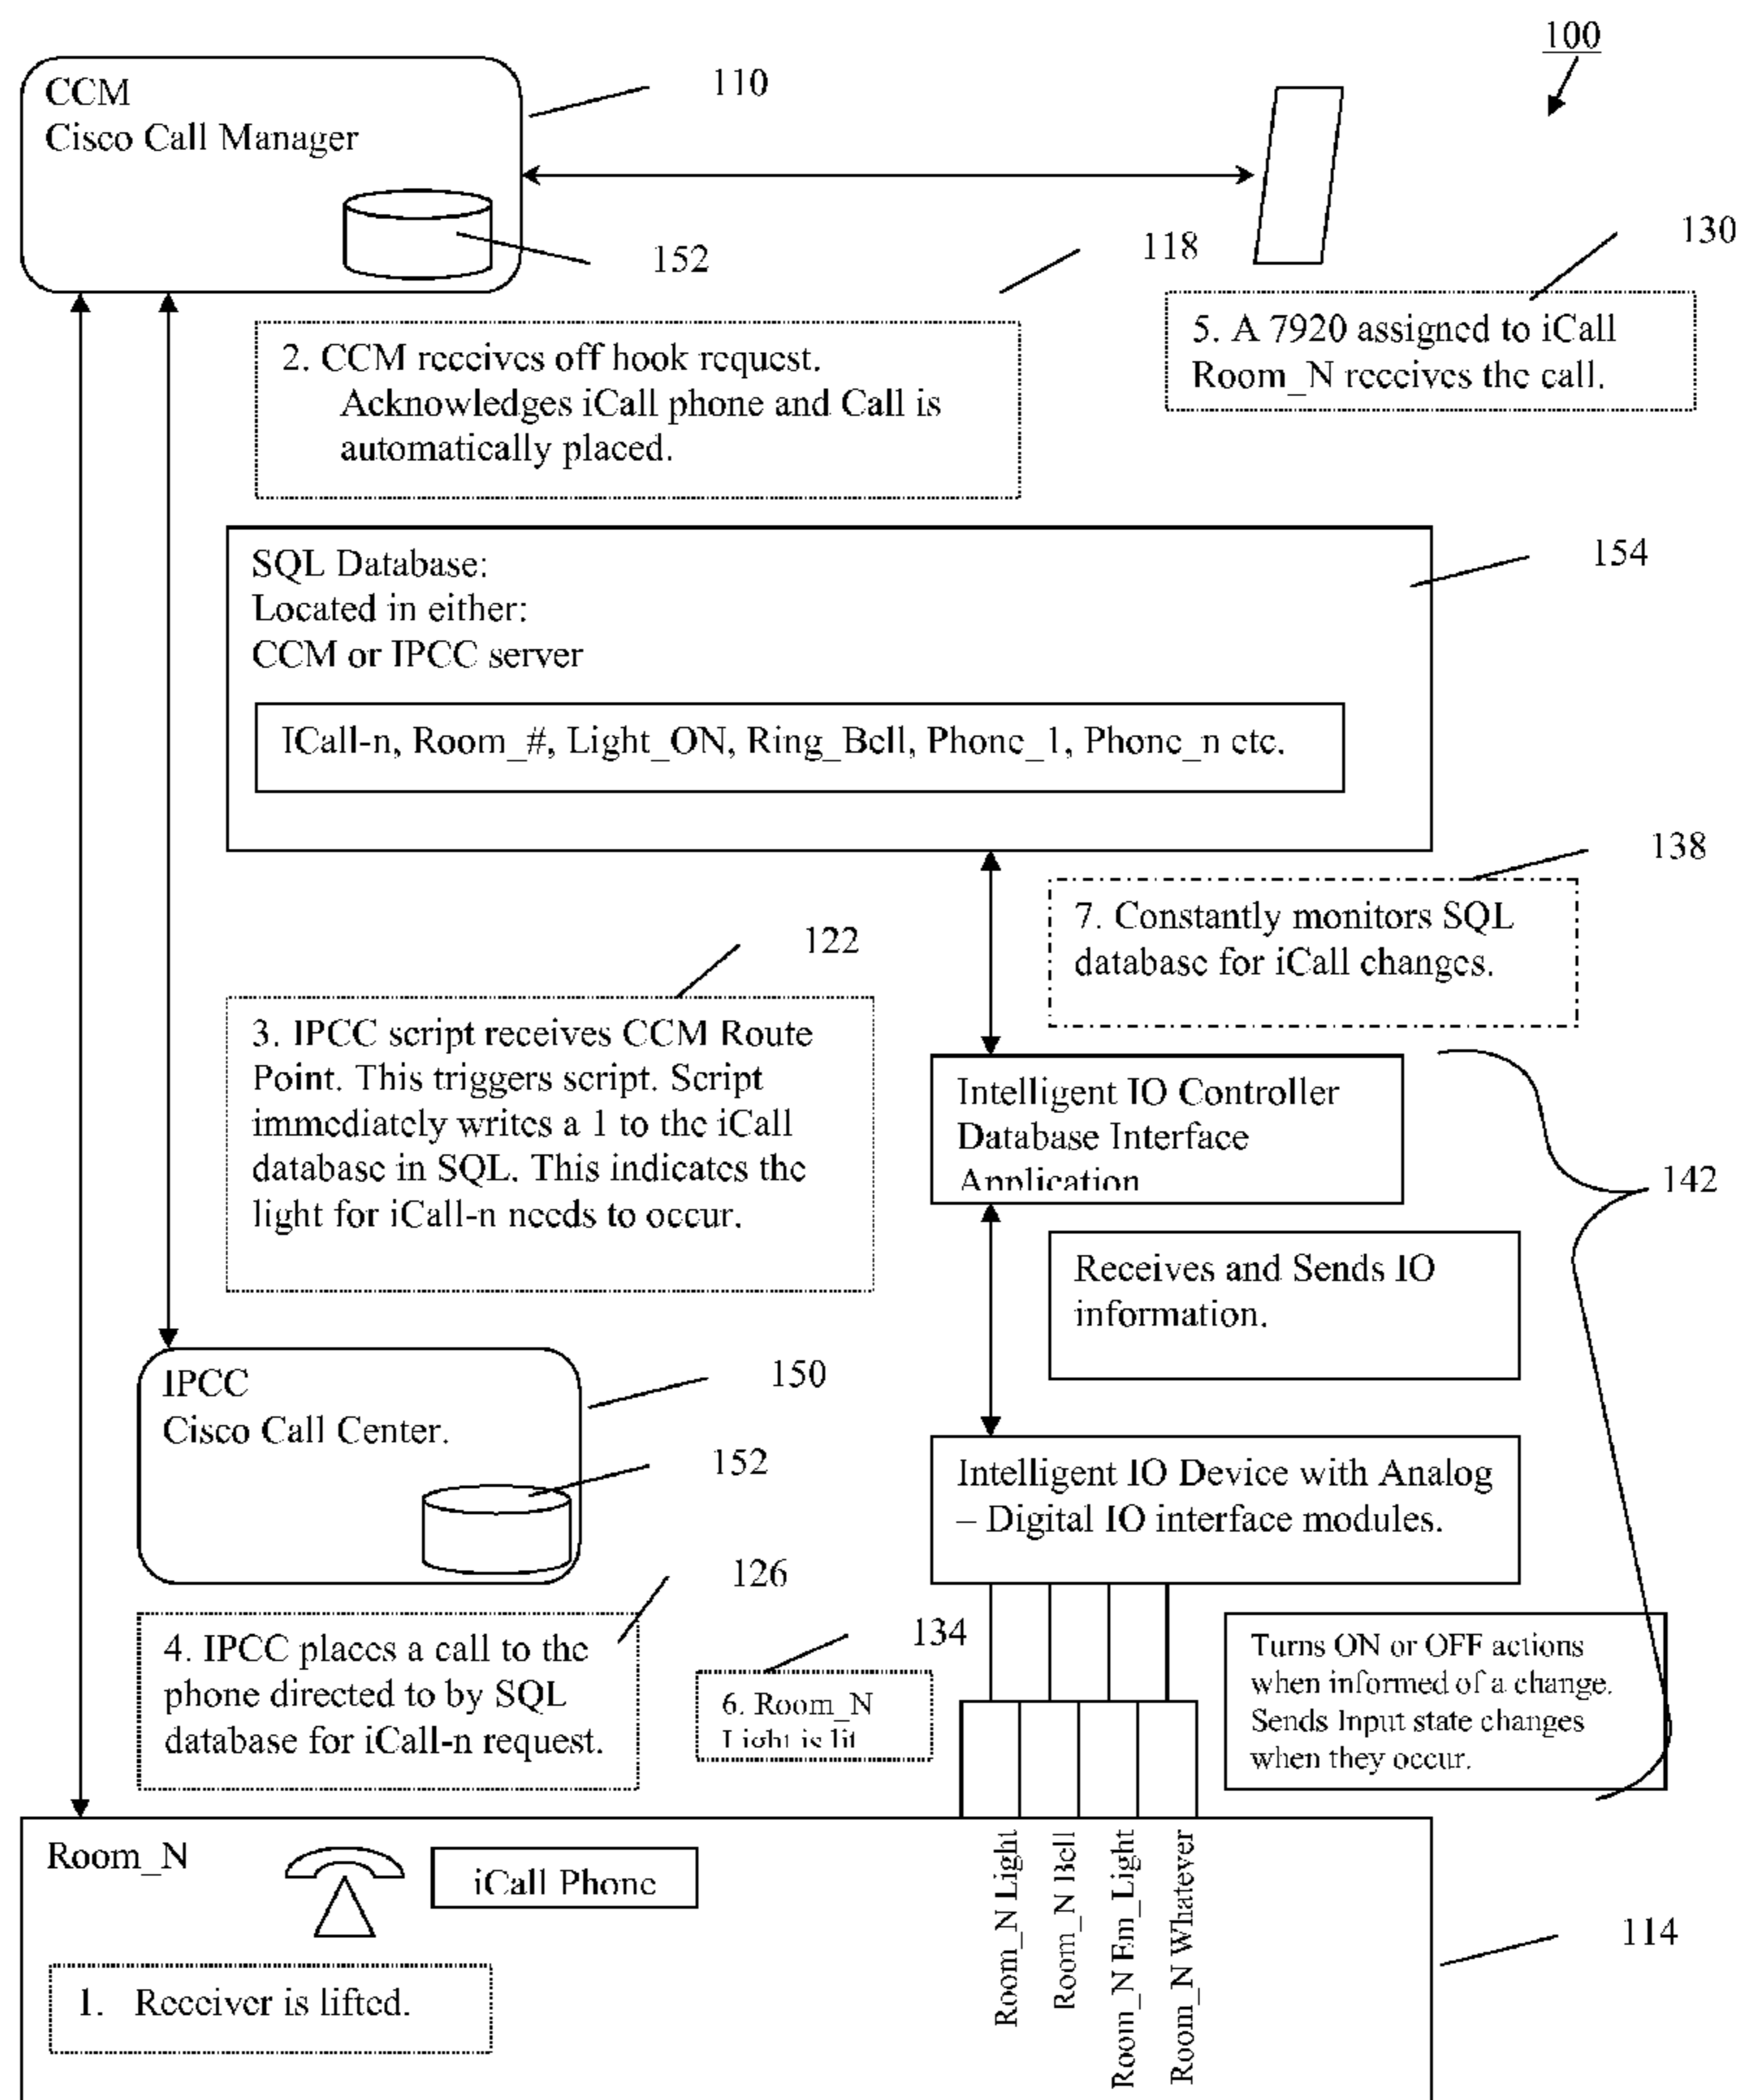 100
CCM
Cisco Call Manager
110
152
118
130
2. CCM receives off hook request.
Acknowledges iCall phone and Call is
automatically placed.
5. A 7920 assigned to iCall
Room_N receives the call.
SQL Database:
Located in either:
CCM or IPCC server
154
ICall-n, Room_#, Light_ON, Ring_Bell, Phone_1, Phone_n etc.
138
7. Constantly monitors SQL
database for iCall changes.
122
3. IPCC script receives CCM Route
Point. This triggers script. Script
immediately writes a 1 to the iCall
database in SQL. This indicates the
light for iCall-n needs to occur.
Intelligent IO Controller
Database Interface
Application
142
Receives and Sends IO
information.
IPCC
Cisco Call Center.
150
152
Intelligent IO Device with Analog
– Digital IO interface modules.
126
4. IPCC places a call to the
phone directed to by SQL
database for iCall-n request.
134
6. Room_N
Light is lit
Turns ON or OFF actions
when informed of a change.
Sends Input state changes
when they occur.
Room_N
iCall Phone
Room_N Light
Room_N Bell
Room_N Em_Light
Room_N Whatever
114
1. Receiver is lifted.